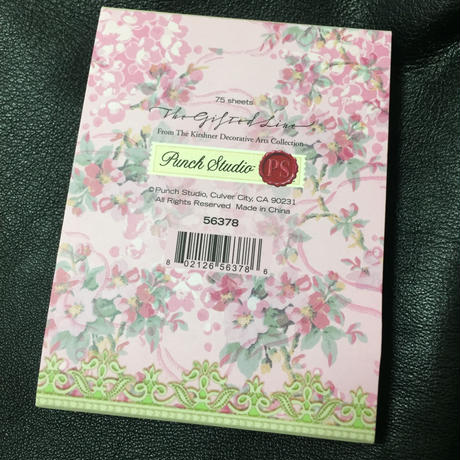 75 sheets
The Gifted Line
From The Kirshner Decorative Arts Collection
Punch Studio PS
©Punch Studio, Culver City, CA 90231
All Rights Reserved Made in China
56378
8 02126 56378 6